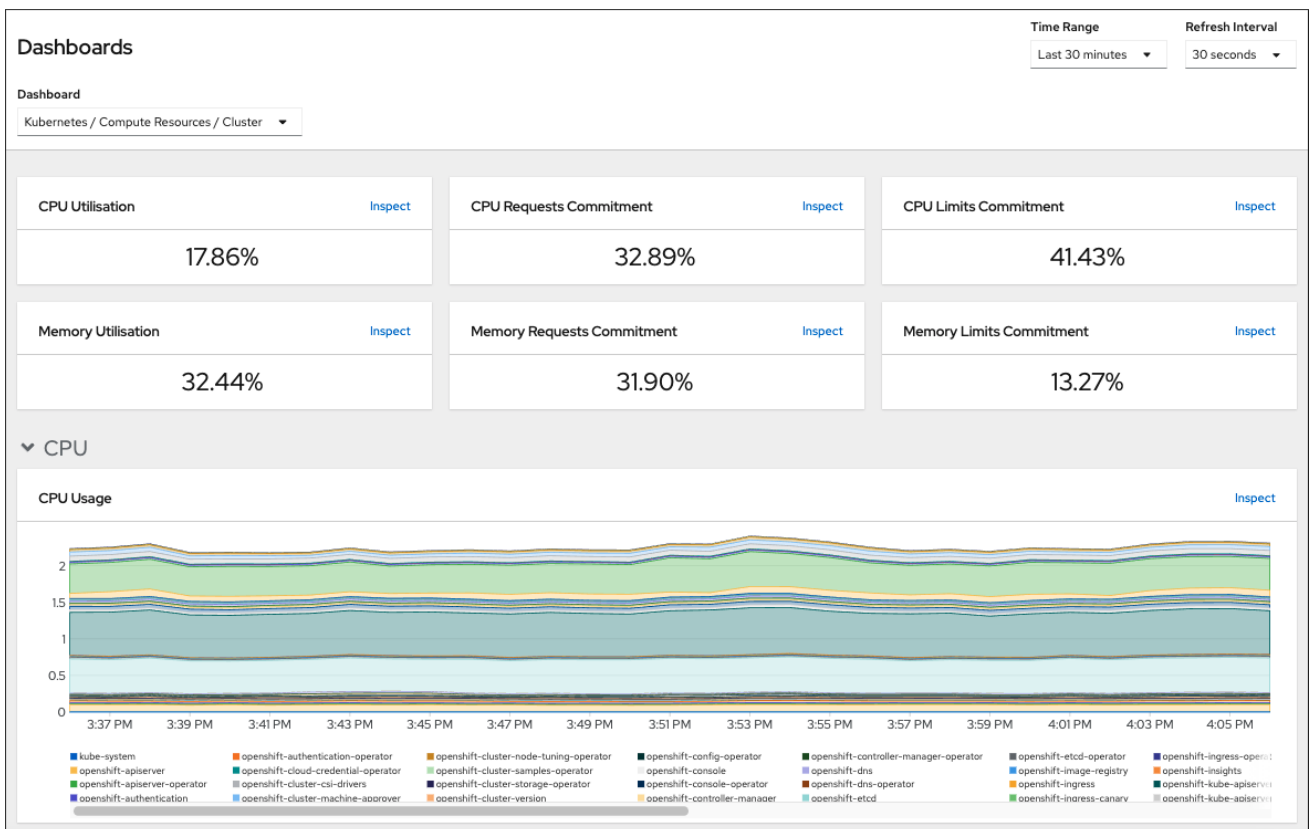 Dashboards
Time Range
Refresh Interval
Last 30 minutes
30 seconds
Dashboard
Kubernetes / Compute Resources / Cluster
CPU Utilisation Inspect
CPU Requests Commitment Inspect
CPU Limits Commitment Inspect
17.86%
32.89%
41.43%
Memory Utilisation Inspect
Memory Requests Commitment Inspect
Memory Limits Commitment Inspect
32.44%
31.90%
13.27%
CPU
CPU Usage Inspect
2
1.5
1
0.5
0
3:37 PM 3:39 PM 3:41 PM 3:43 PM 3:45 PM 3:47 PM 3:49 PM 3:51 PM 3:53 PM 3:55 PM 3:57 PM 3:59 PM 4:01 PM 4:03 PM 4:05 PM
kube-system openshift-authentication-operator openshift-cluster-node-tuning-operator openshift-config-operator openshift-controller-manager-operator openshift-etcd-operator openshift-ingress-opera
openshift-apiserver openshift-cloud-credential-operator openshift-cluster-samples-operator openshift-console openshift-dns openshift-image-registry openshift-insights
openshift-apiserver-operator openshift-cluster-csi-drivers openshift-cluster-storage-operator openshift-console-operator openshift-dns-operator openshift-ingress openshift-kube-apiserve
openshift-authentication openshift-cluster-machine-approver openshift-cluster-version openshift-controller-manager openshift-etcd openshift-ingress-canary openshift-kube-apiserve